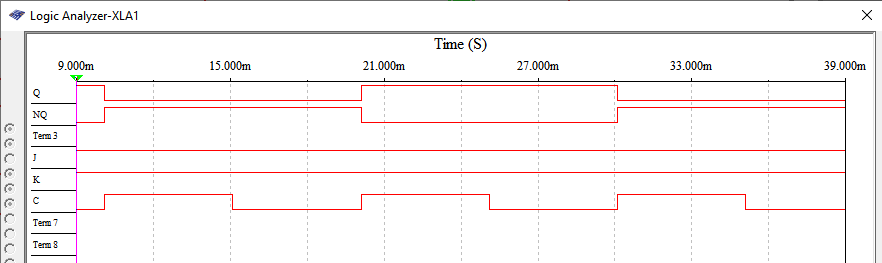 Logic Analyzer-XLA1
Time (S)
9.000m 15.000m 21.000m 27.000m 33.000m 39.000m
Q
NQ
Term 3
J
K
C
Term 7
Term 8